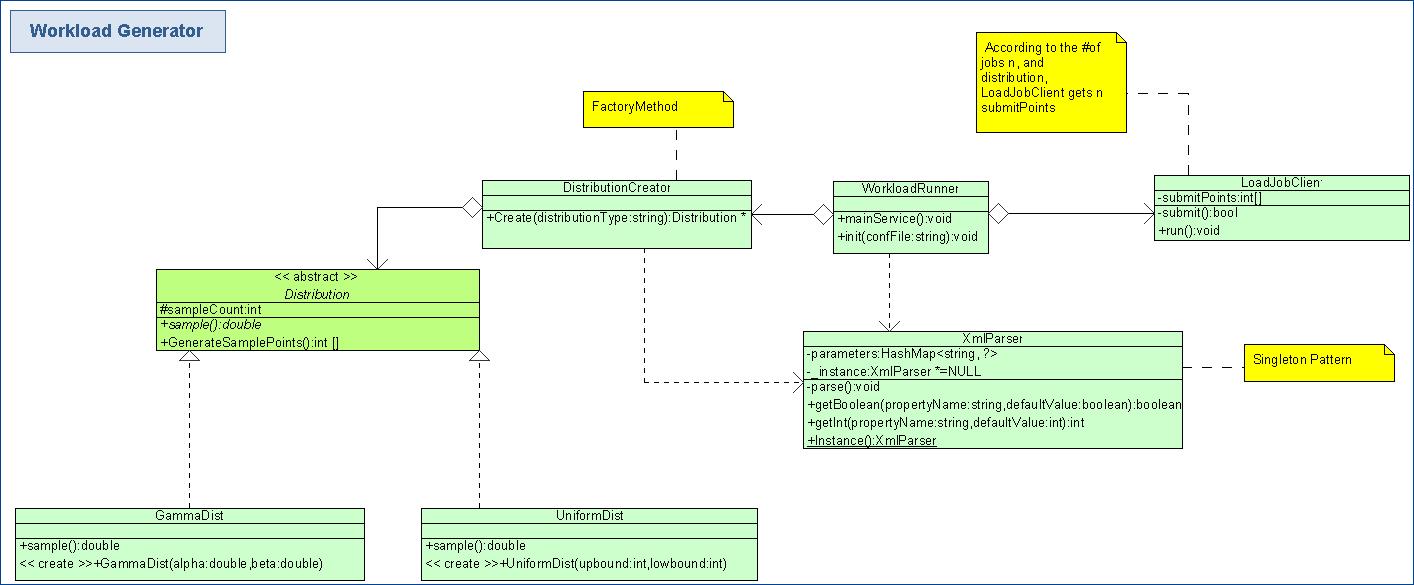 Workload Generator
According to the #of
jobs n, and
distribution,
LoadJobClient gets n
submitPoints
FactoryMethod
DistributionCreator
+Create(distributionType:string):Distribution *
WorkloadRunner
+mainService():void
+init(confFile:string):void
LoadJobClient
-submitPoints:int[]
-submit():bool
+run():void
<< abstract >>
Distribution
#sampleCount:int
+sample():double
+GenerateSamplePoints():int []
XmlParser
-parameters:HashMap<string, ?>
-_instance:XmlParser *=NULL
-parse():void
+getBoolean(propertyName:string,defaultValue:boolean):boolean
+getInt(propertyName:string,defaultValue:int):int
+Instance():XmlParser
Singleton Pattern
GammaDist
+sample():double
<< create >>+GammaDist(alpha:double,beta:double)
UniformDist
+sample():double
<< create >>+UniformDist(upbound:int,lowbound:int)